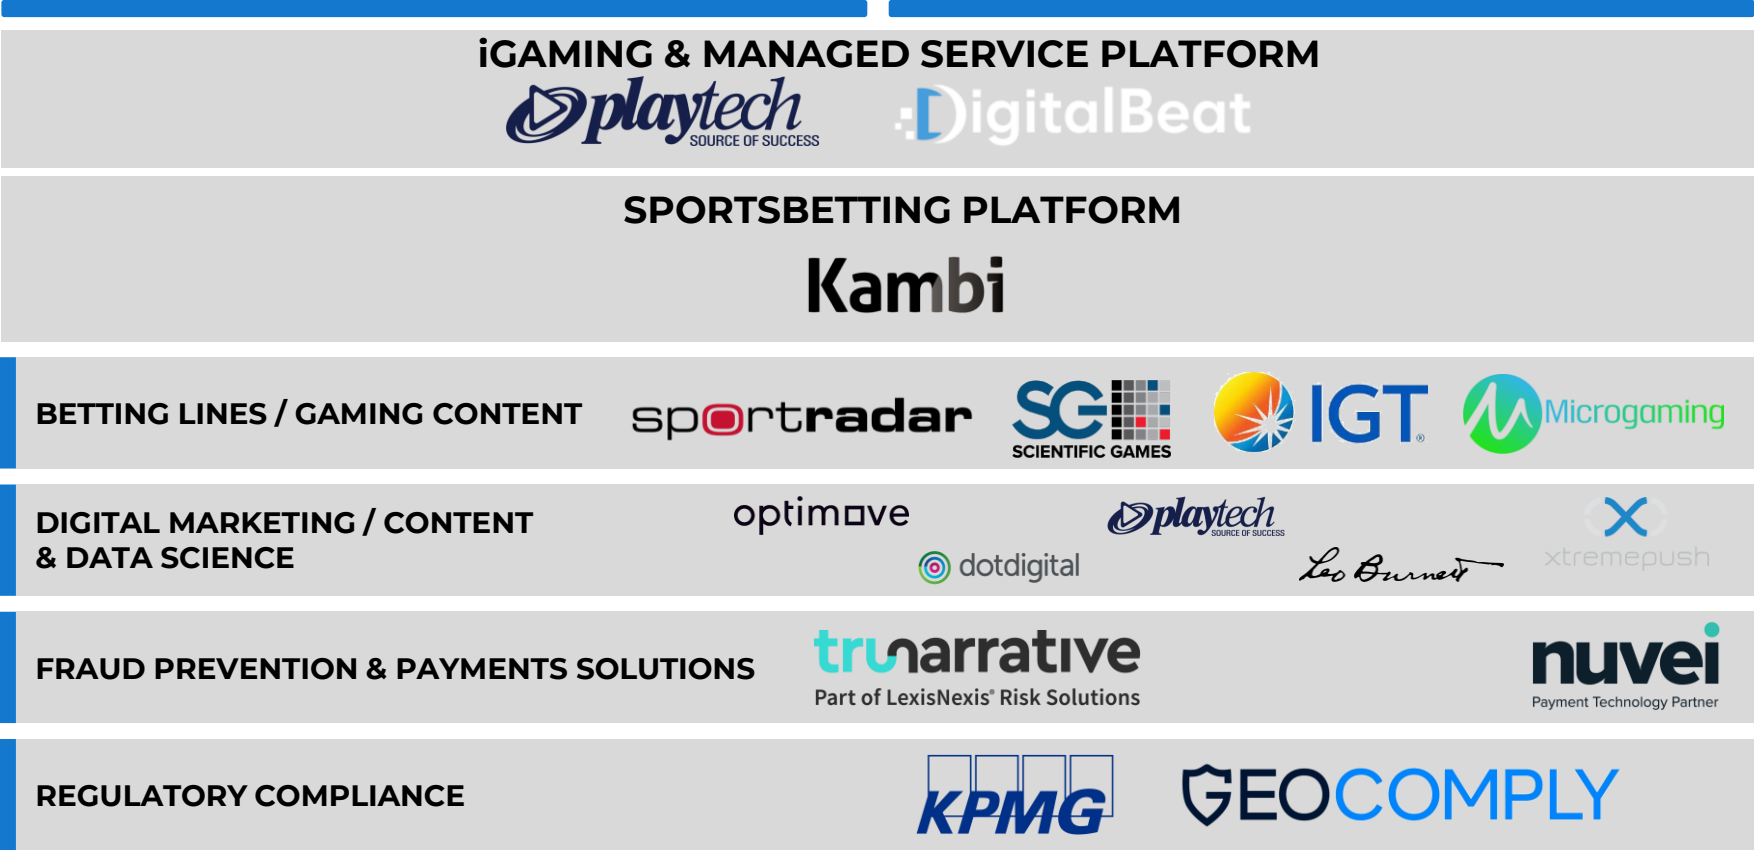 iGAMING & MANAGED SERVICE PLATFORM
playtech
SOURCE OF SUCCESS
DigitalBeat
SPORTSBETTING PLATFORM
Kambi
BETTING LINES / GAMING CONTENT
sportradar
SG
SCIENTIFIC GAMES
IGT®
Microgaming
DIGITAL MARKETING / CONTENT
& DATA SCIENCE
optimove
playtech
SOURCE OF SUCCESS
dotdigital
Leo Burnett
xtremepush
FRAUD PREVENTION & PAYMENTS SOLUTIONS
trunarrative
Part of LexisNexis® Risk Solutions
nuvei
Payment Technology Partner
REGULATORY COMPLIANCE
KPMG
GEOCOMPLY